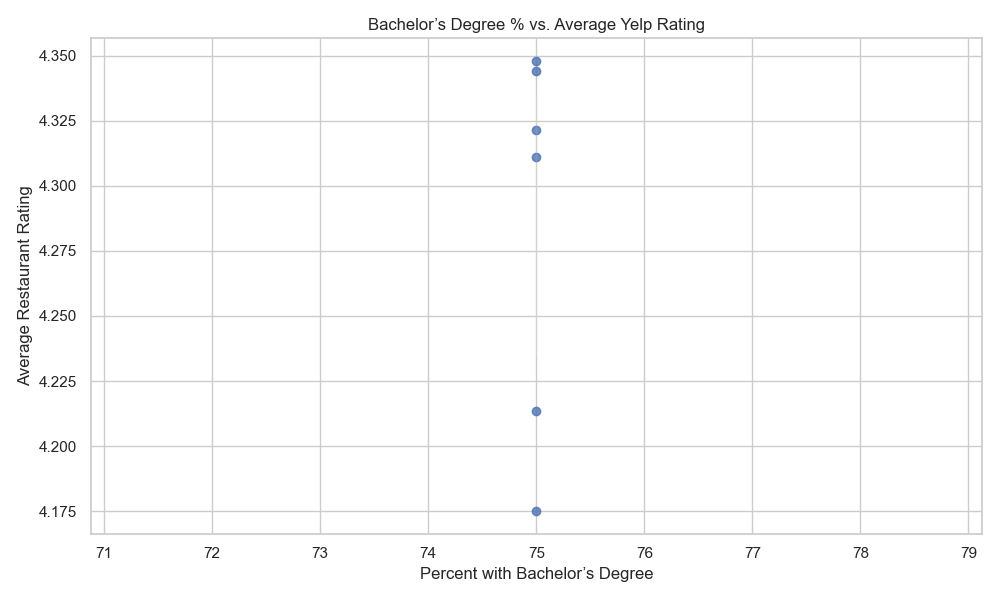 Bachelor’s Degree % vs. Average Yelp Rating
4.350
4.325
4.300
4.275
4.250
4.225
4.200
4.175
Average Restaurant Rating
71 72 73 74 75 76 77 78 79
Percent with Bachelor’s Degree